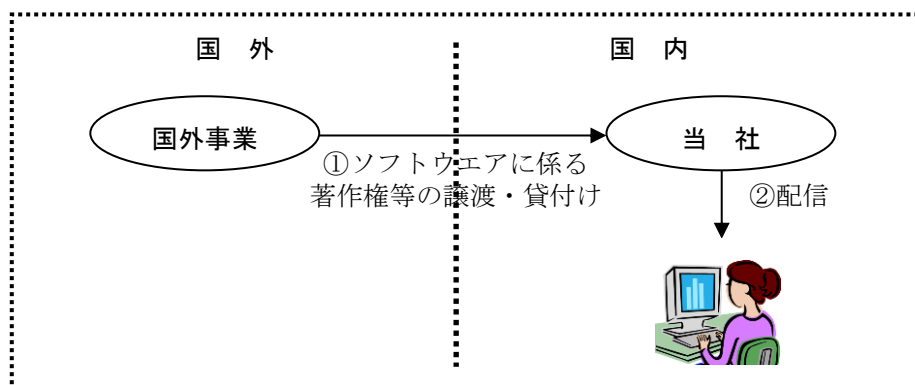 国 外
国 内
国外事業
当 社
①ソフトウエアに係る
著作権等の譲渡・貸付け
②配信